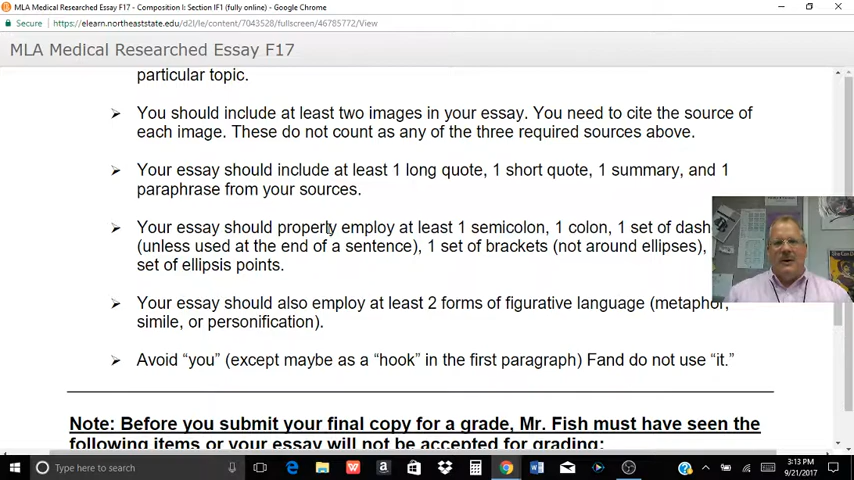 MLA Medical Researched Essay F17 - Composition I: Section IF1 (fully online) - Google Chrome
Secure | https://elearn.northeaststate.edu/d2l/le/content/7043528/fullscreen/46785772/View
MLA Medical Researched Essay F17
particular topic.
➢ You should include at least two images in your essay. You need to cite the source of
each image. These do not count as any of the three required sources above.
➢ Your essay should include at least 1 long quote, 1 short quote, 1 summary, and 1
paraphrase from your sources.
➢ Your essay should properly employ at least 1 semicolon, 1 colon, 1 set of dash
(unless used at the end of a sentence), 1 set of brackets (not around ellipses),
set of ellipsis points.
➢ Your essay should also employ at least 2 forms of figurative language (metaphor,
simile, or personification).
➢ Avoid “you” (except maybe as a “hook” in the first paragraph) Fand do not use “it.”
Note: Before you submit your final copy for a grade, Mr. Fish must have seen the
following items or your essay will not be accepted for grading:
Type here to search
3:13 PM
9/21/2017